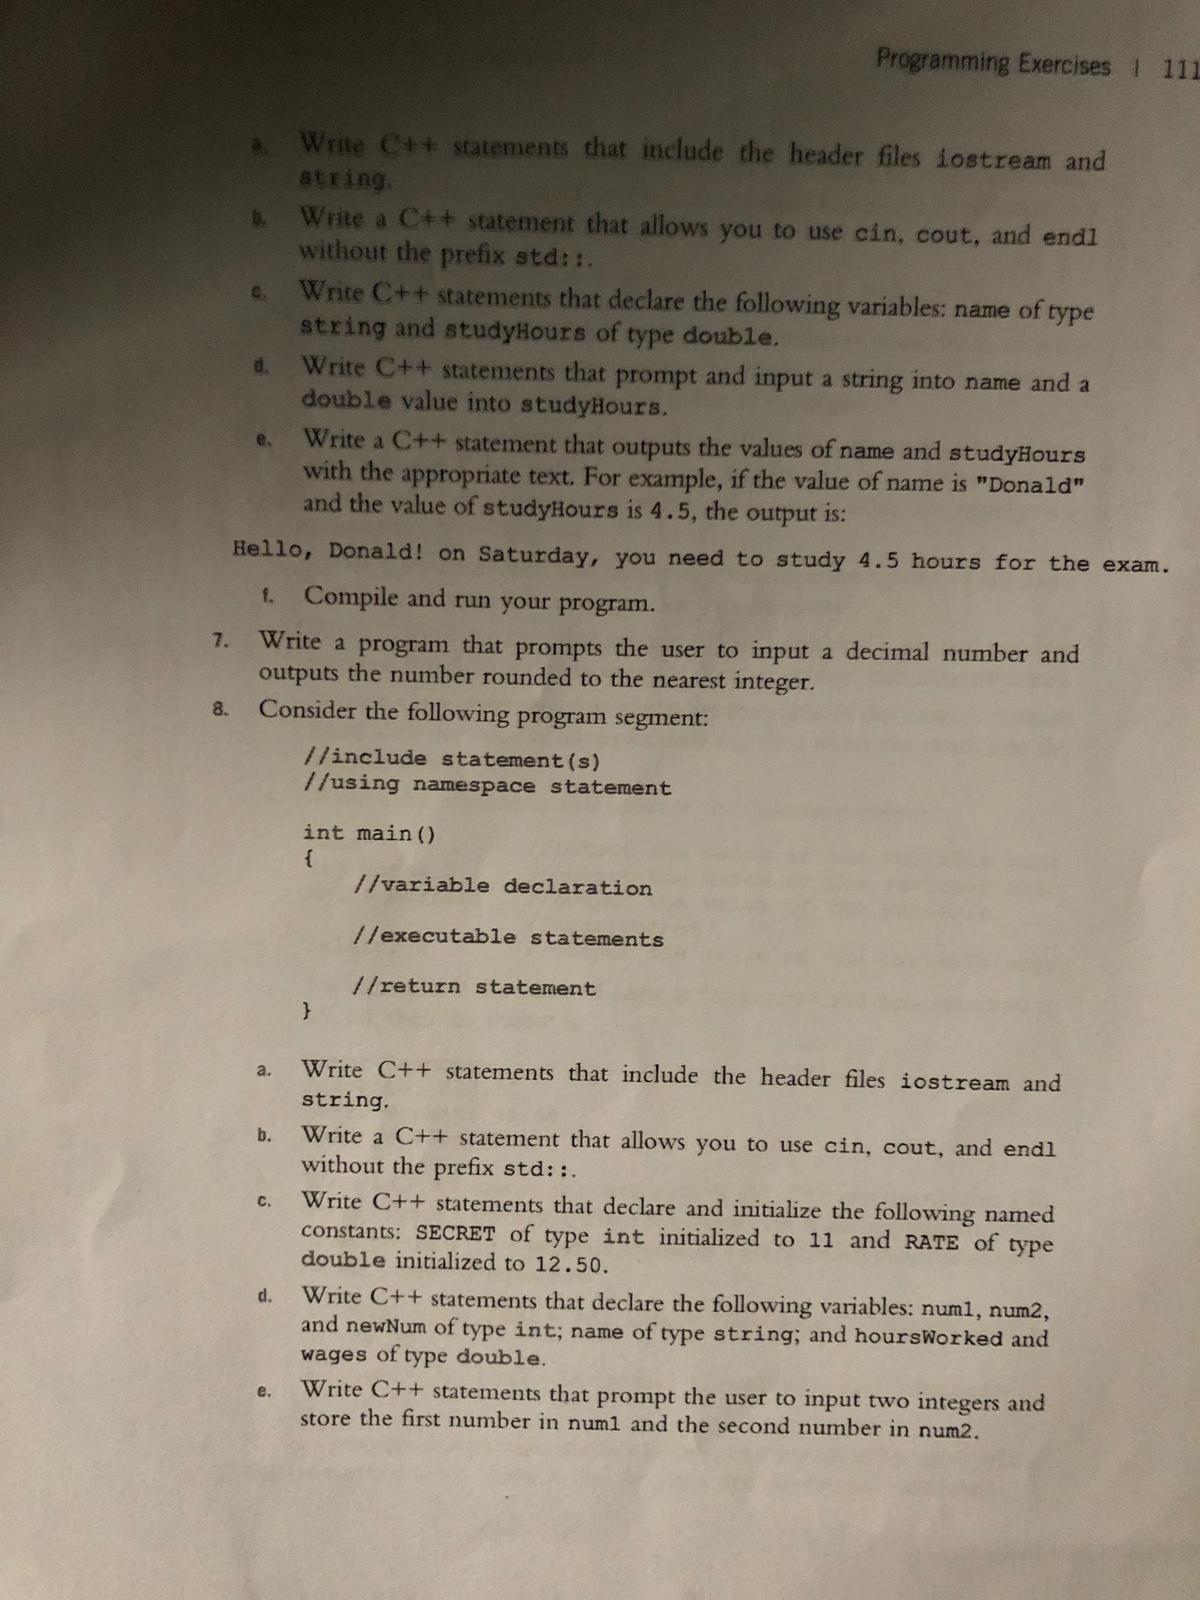 Programming Exercises | 111
a. Write C++ statements that include the header files iostream and
string.
b. Write a C++ statement that allows you to use cin, cout, and endl
without the prefix std::.
c. Write C++ statements that declare the following variables: name of type
string and studyHours of type double.
d. Write C++ statements that prompt and input a string into name and a
double value into studyHours.
e. Write a C++ statement that outputs the values of name and studyHours
with the appropriate text. For example, if the value of name is "Donald"
and the value of studyHours is 4.5, the output is:
Hello, Donald! on Saturday, you need to study 4.5 hours for the exam.
f. Compile and run your program.
7. Write a program that prompts the user to input a decimal number and
outputs the number rounded to the nearest integer.
8. Consider the following program segment:
//include statement(s)
//using namespace statement
int main()
{
//variable declaration
//executable statements
//return statement
}
a. Write C++ statements that include the header files iostream and
string.
b. Write a C++ statement that allows you to use cin, cout, and endl
without the prefix std::.
c. Write C++ statements that declare and initialize the following named
constants: SECRET of type int initialized to 11 and RATE of type
double initialized to 12.50.
d. Write C++ statements that declare the following variables: num1, num2,
and newNum of type int; name of type string; and hoursWorked and
wages of type double.
e. Write C++ statements that prompt the user to input two integers and
store the first number in num1 and the second number in num2.